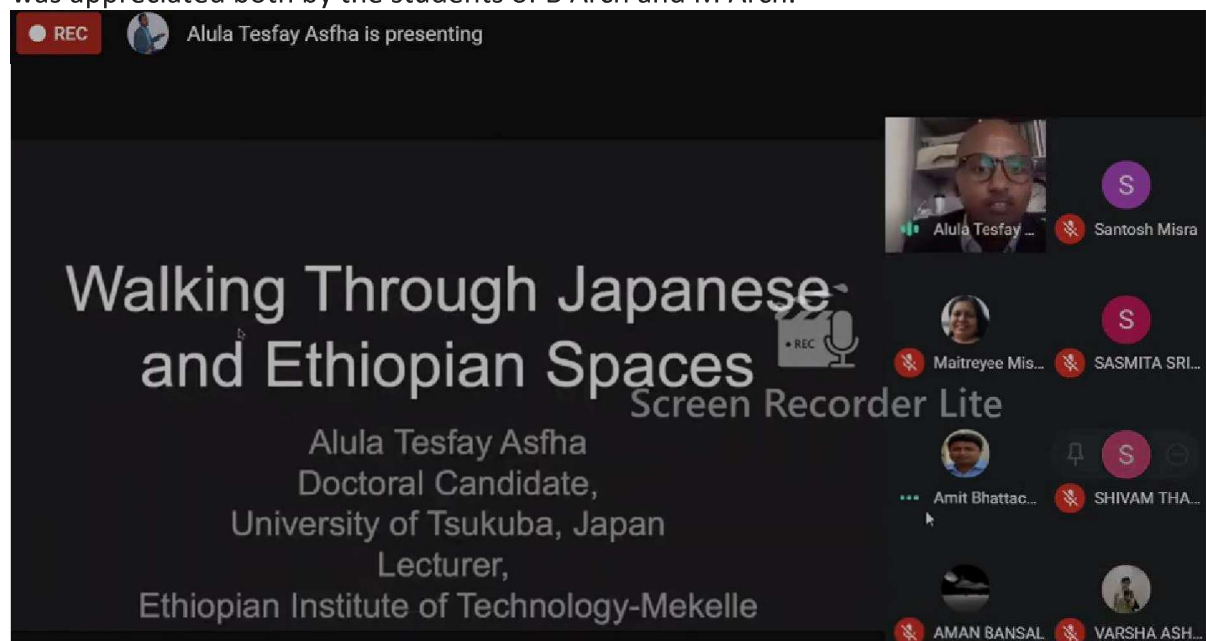 was appreciated both by the students of B Arch and M Arch.
REC
Alula Tesfay Asfha is presenting
Walking Through Japanese
and Ethiopian Spaces
Alula Tesfay Asfha
Doctoral Candidate,
University of Tsukuba, Japan
Lecturer,
Ethiopian Institute of Technology-Mekelle
• REC
Screen Recorder Lite
Alula Tesfay ...
S
Santosh Misra
Maitreyee Mis...
S
SASMITA SRI...
Amit Bhattac...
S
SHIVAM THA...
AMAN BANSAL
VARSHA ASH...